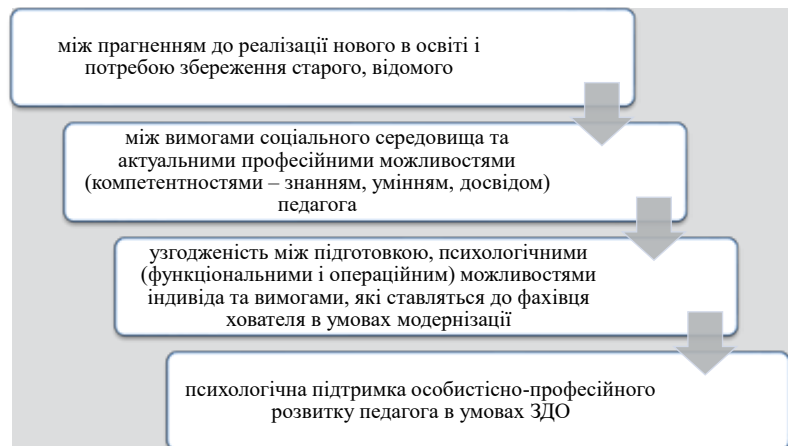 між прагненням до реалізації нового в освіті і
потребою збереження старого, відомого
між вимогами соціального середовища та
актуальними професійними можливостями
(компетентностями – знанням, умінням, досвідом)
педагога
узгодженість між підготовкою, психологічними
(функціональними і операційним) можливостями
індивіда та вимогами, які ставляться до фахівця
хователя в умовах модернізації
психологічна підтримка особистісно-професійного
розвитку педагога в умовах ЗДО